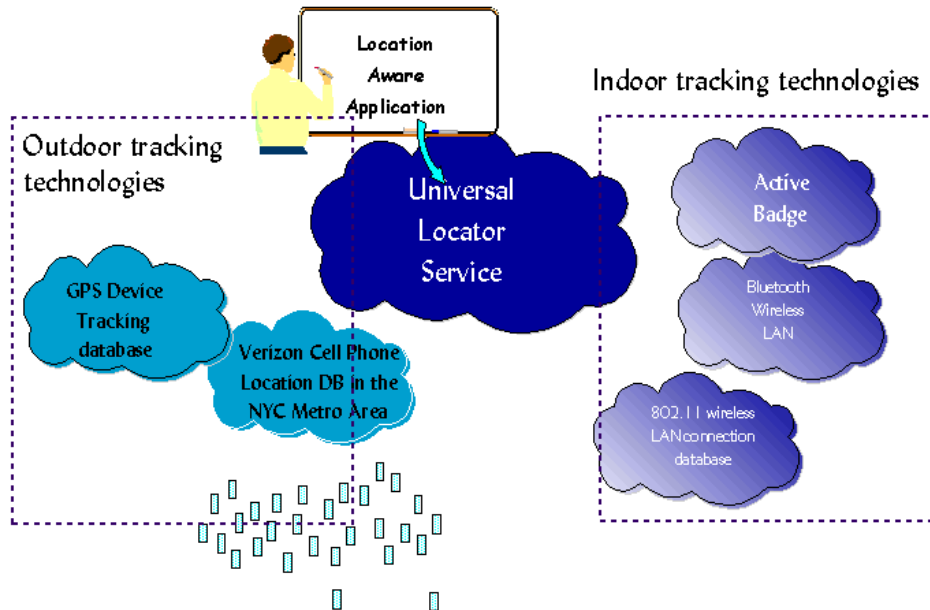 Location
Aware
Application
Indoor tracking technologies
Outdoor tracking
technologies
Universal
Locator
Service
Active
Badge
GPS Device
Tracking
database
Bluetooth
Wireless
LAN
Verizon Cell Phone
Location DB in the
NYC Metro Area
802.11 wireless
LANconnection
database